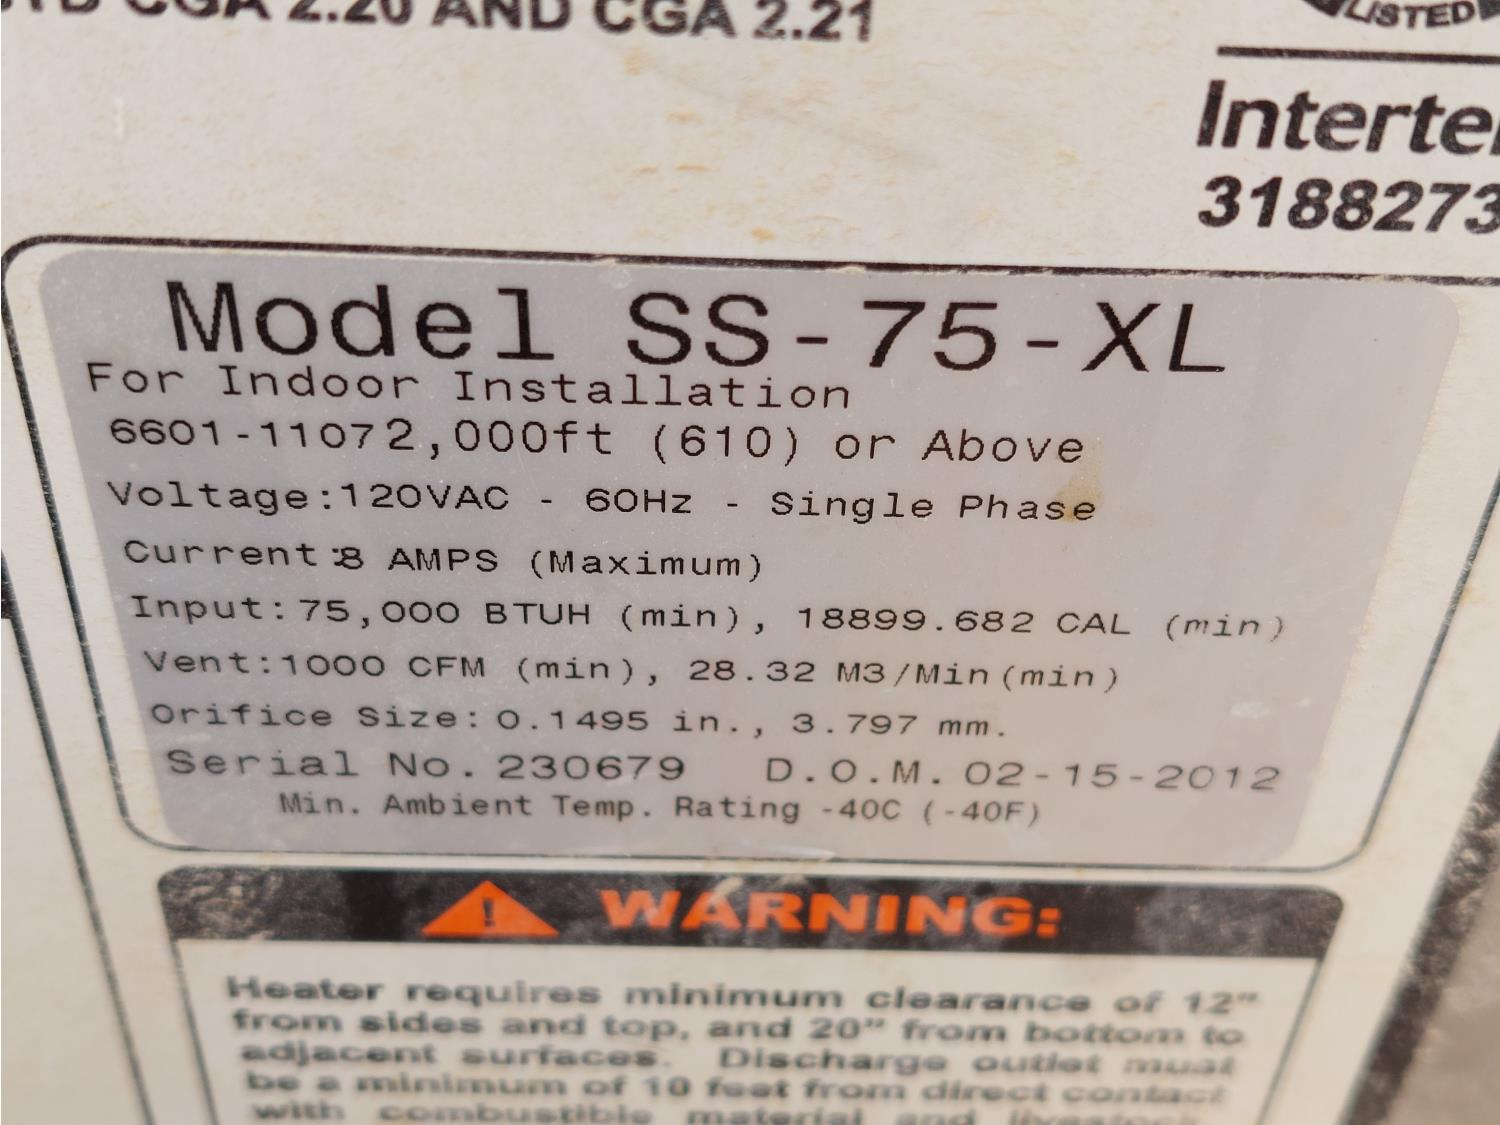 CGA 2.20 AND CGA 2.21
LISTED
Interte
3188273
Model SS-75-XL
For Indoor Installation
6601-11072,000ft (610) or Above
Voltage:120VAC - 60Hz - Single Phase
Current:8 AMPS (Maximum)
Input:75,000 BTUH (min), 18899.682 CAL (min)
Vent:1000 CFM (min), 28.32 M3/Min(min)
Orifice Size:0.1495 in., 3.797 mm.
Serial No. 230679 D.O.M. 02-15-2012
Min. Ambient Temp. Rating -40C (-40F)
! WARNING:
Heater requires minimum clearance of 12"
from sides and top, and 20" from bottom to
adjacent surfaces. Discharge outlet must
be a minimum of 10 feet from direct contact
with combustible material and livestock